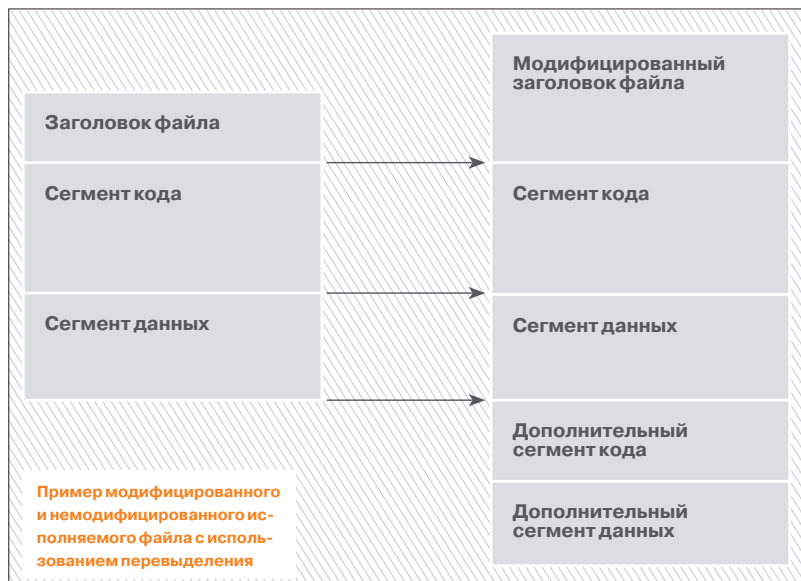 Заголовок файла
Сегмент кода
Сегмент данных
Модифицированный
заголовок файла
Сегмент кода
Сегмент данных
Дополнительный
сегмент кода
Дополнительный
сегмент данных
Пример модифицированного
и немодифицированного ис-
полняемого файла с исполь-
зованием перевыделения